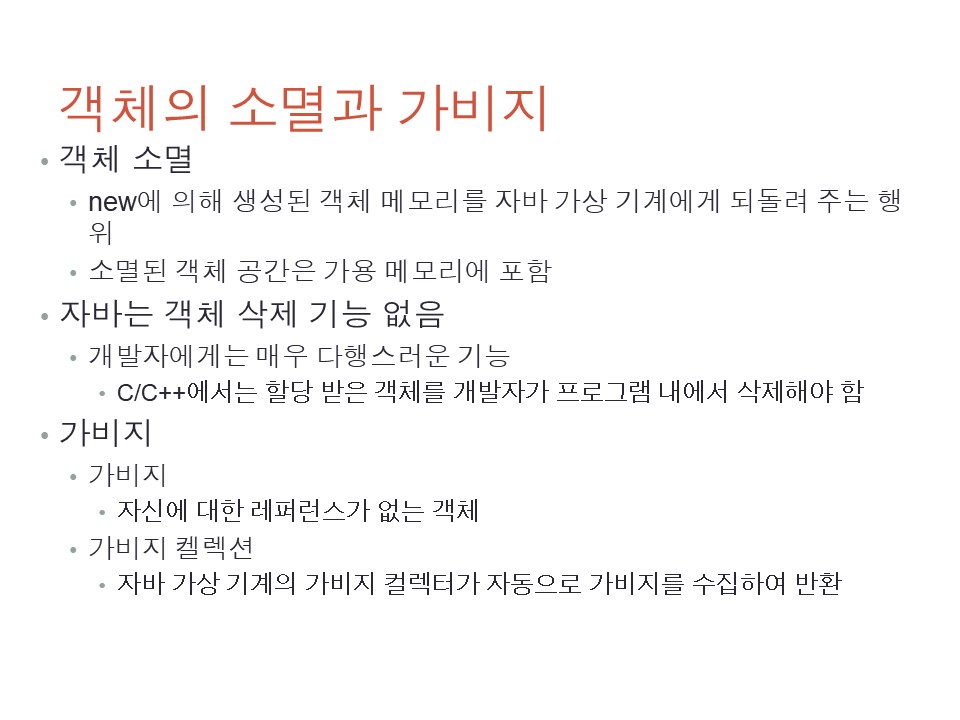 객체의 소멸과 가비지
• 객체 소멸
• new에 의해 생성된 객체 메모리를 자바 가상 기계에게 되돌려 주는 행
위
• 소멸된 객체 공간은 가용 메모리에 포함
• 자바는 객체 삭제 기능 없음
• 개발자에게는 매우 다행스러운 기능
• C/C++에서는 할당 받은 객체를 개발자가 프로그램 내에서 삭제해야 함
• 가비지
• 가비지
• 자신에 대한 레퍼런스가 없는 객체
• 가비지 켈렉션
• 자바 가상 기계의 가비지 컬렉터가 자동으로 가비지를 수집하여 반환